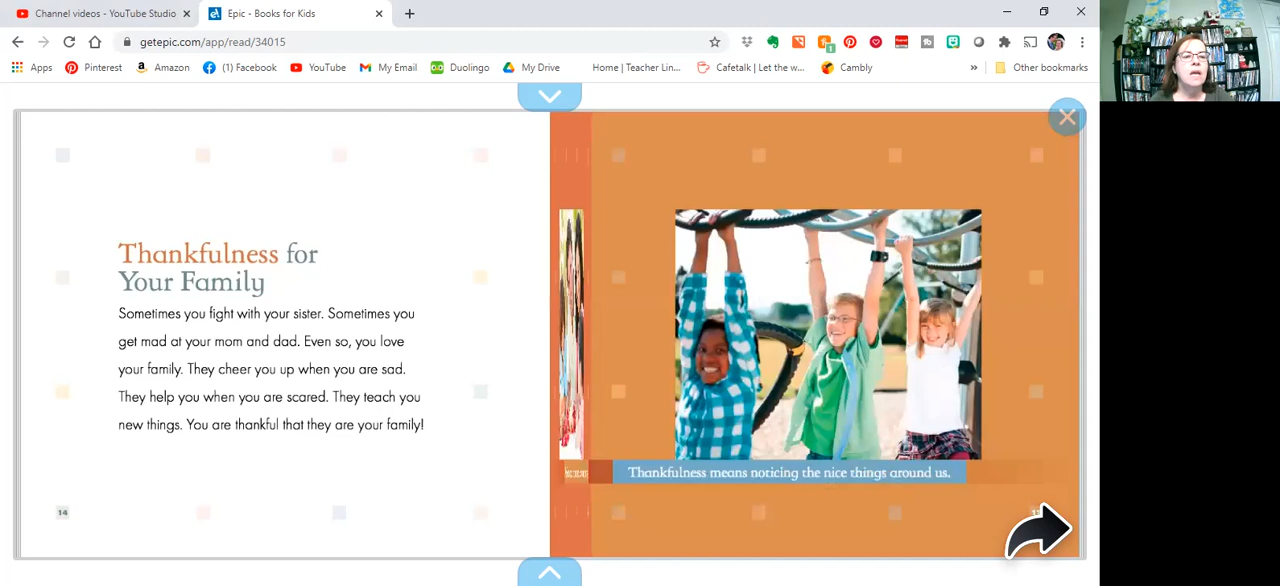 Channel videos - YouTube Studio
Epic - Books for Kids
getepic.com/app/read/34015
Apps
Pinterest
Amazon
(1) Facebook
YouTube
My Email
Duolingo
My Drive
Home | Teacher Lin...
Cafetalk | Let the w...
Cambly
»
Other bookmarks
Thankfulness for
Your Family
Sometimes you fight with your sister. Sometimes you
get mad at your mom and dad. Even so, you love
your family. They cheer you up when you are sad.
They help you when you are scared. They teach you
new things. You are thankful that they are your family!
14
Thankfulness means noticing the nice things around us.